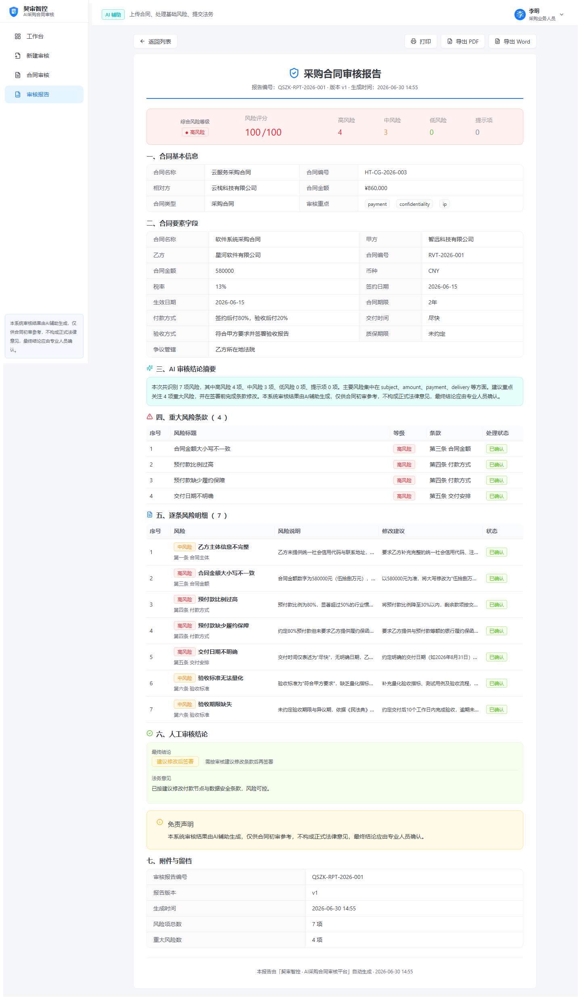 契审智控
AI采购合同审核
工作台
新建审核
合同审核
审核报告
本系统审核结果由AI辅助生成，仅
供合同初审参考，不构成正式法律
意见，最终结论应由专业人员确
认。
AI 辅助 上传合同、处理基础风险、提交法务
李 李明
采购业务人员
返回列表 打印 导出 PDF 导出 Word
采购合同审核报告
报告编号：QSZK-RPT-2026-001 · 版本 v1 · 生成时间：2026-06-30 14:55
综合风险等级 风险评分 高风险 中风险 低风险 提示项
高风险 100 /100 4 3 0 0
一、合同基本信息
合同名称 云服务采购合同 合同编号 HT-CG-2026-003
相对方 云栈科技有限公司 合同金额 ¥860,000
合同类型 采购合同 审核重点 payment confidentiality ip
二、合同要素字段
合同名称 软件系统采购合同 甲方 智远科技有限公司
乙方 星河软件有限公司 合同编号 RVT-2026-001
合同金额 580000 币种 CNY
税率 13% 签约日期 2026-06-15
生效日期 2026-06-15 合同期限 2年
付款方式 签约后付80%，验收后付20% 交付时间 尽快
验收方式 符合甲方要求并签署验收报告 质保期限 未约定
争议管辖 乙方所在地法院
三、AI 审核结论摘要
本次共识别 7 项风险，其中高风险 4 项、中风险 3 项、低风险 0 项、提示项 0 项。主要风险集中在 subject、amount、payment、delivery 等方面。建议重点
关注 4 项重大风险，并在签署前完成条款修改。本系统审核结果由AI辅助生成，仅供合同初审参考，不构成正式法律意见，最终结论应由专业人员确认。
四、重大风险条款（ 4 ）
序号 风险标题 等级 条款 处理状态
1 合同金额大小写不一致 高风险 第三条 合同金额 已确认
2 预付款比例过高 高风险 第四条 付款方式 已确认
3 预付款缺少履约保障 高风险 第四条 付款方式 已确认
4 交付日期不明确 高风险 第五条 交付安排 已确认
五、逐条风险明细（ 7 ）
序号 风险 风险说明 修改建议 状态
1 中风险 乙方主体信息不完整 乙方未提供统一社会信用代码与联系地址，... 要求乙方补充完整的统一社会信用代码、注... 已确认
第一条 合同主体
2 高风险 合同金额大小写不一致 合同金额数字为580000元（伍拾捌万元），... 以580000元为准，将大写修改为"伍拾捌万... 已确认
第三条 合同金额
3 高风险 预付款比例过高 预付款比例为80%，显著超过50%的行业惯... 将预付款比例降至30%以内，剩余款项按交... 已确认
第四条 付款方式
4 高风险 预付款缺少履约保障 约定80%预付款但未要求乙方提供履约保函... 要求乙方提供与预付款等额的银行履约保函... 已确认
第四条 付款方式
5 高风险 交付日期不明确 交付时间仅表述为"尽快"，无明确日期，乙... 约定明确的交付日期（如2026年8月31日）... 已确认
第五条 交付安排
6 中风险 验收标准无法量化 验收标准为"符合甲方要求"，缺乏量化指标... 补充量化验收指标、测试用例及验收流程，... 已确认
第六条 验收标准
7 中风险 验收期限缺失 未约定验收期限与异议期，依据《民法典》... 约定交付后10个工作日内完成验收，逾期未... 已确认
第六条 验收标准
六、人工审核结论
最终结论
建议修改后签署 需按审核建议修改条款后再签署
法务意见
已按建议修改付款节点与数据安全条款，风险可控。
免责声明
本系统审核结果由AI辅助生成，仅供合同初审参考，不构成正式法律意见，最终结论应由专业人员确认。
七、附件与留档
审核报告编号 QSZK-RPT-2026-001
报告版本 v1
生成时间 2026-06-30 14:55
风险项总数 7 项
重大风险数 4 项
本报告由「契审智控 · AI采购合同审核平台」自动生成 · 2026-06-30 14:55